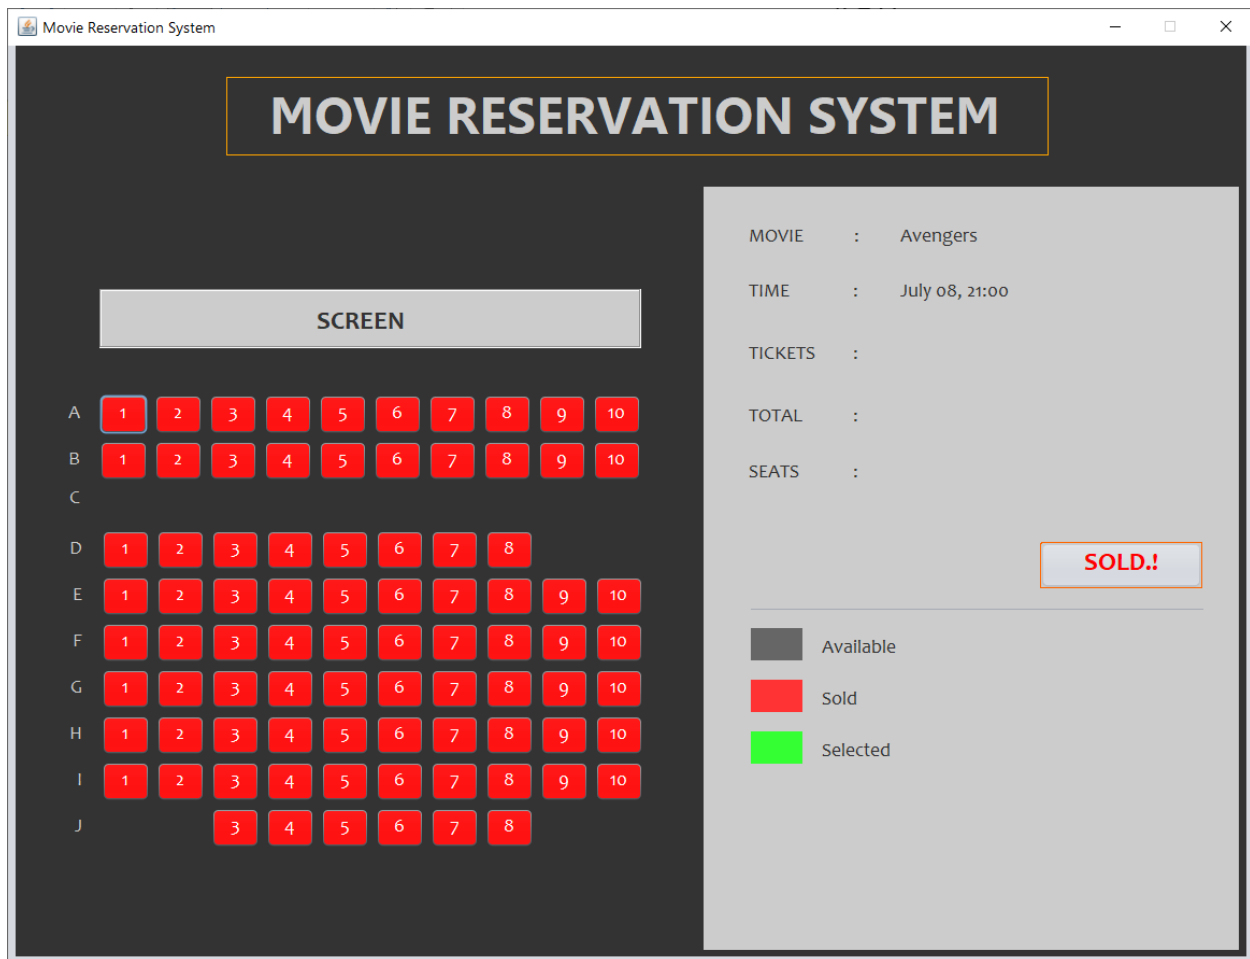 Movie Reservation System
MOVIE RESERVATION SYSTEM
SCREEN
A 1 2 3 4 5 6 7 8 9 10
B 1 2 3 4 5 6 7 8 9 10
C
D 1 2 3 4 5 6 7 8
E 1 2 3 4 5 6 7 8 9 10
F 1 2 3 4 5 6 7 8 9 10
G 1 2 3 4 5 6 7 8 9 10
H 1 2 3 4 5 6 7 8 9 10
I 1 2 3 4 5 6 7 8 9 10
J 3 4 5 6 7 8
MOVIE : Avengers
TIME : July 08, 21:00
TICKETS :
TOTAL :
SEATS :
SOLD.!
Available
Sold
Selected